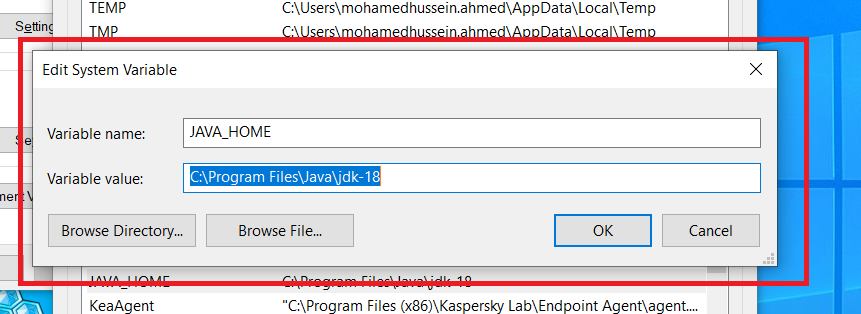 Setting
TEMP C:\Users\mohamedhussein.ahmed\AppData\Local\Temp
TMP C:\Users\mohamedhussein.ahmed\AppData\Local\Temp
Edit System Variable
Variable name: JAVA_HOME
Variable value: C:\Program Files\Java\jdk-18
Browse Directory... Browse File... OK Cancel
JAVA_HOME C:\Program Files\Java\jdk-18
KeaAgent "C:\Program Files (x86)\Kaspersky Lab\Endpoint Agent\agent....